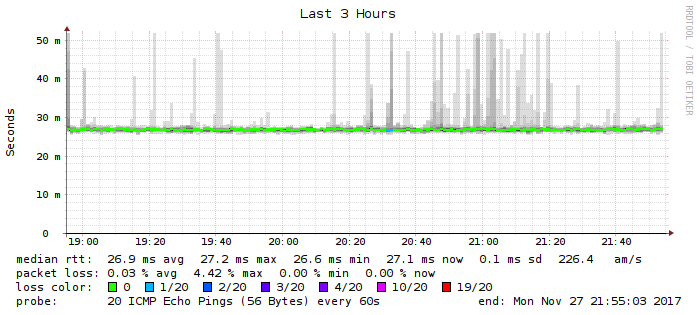 Last 3 Hours
RRDTOOL / TOBI OETIKER
Seconds
50 m
40 m
30 m
20 m
10 m
0
19:00 19:20 19:40 20:00 20:20 20:40 21:00 21:20 21:40
median rtt: 26.9 ms avg 27.2 ms max 26.6 ms min 27.1 ms now 0.1 ms sd 226.4 am/s
packet loss: 0.03 % avg 4.42 % max 0.00 % min 0.00 % now
loss color: 0 1/20 2/20 3/20 4/20 10/20 19/20
probe: 20 ICMP Echo Pings (56 Bytes) every 60s end: Mon Nov 27 21:55:03 2017